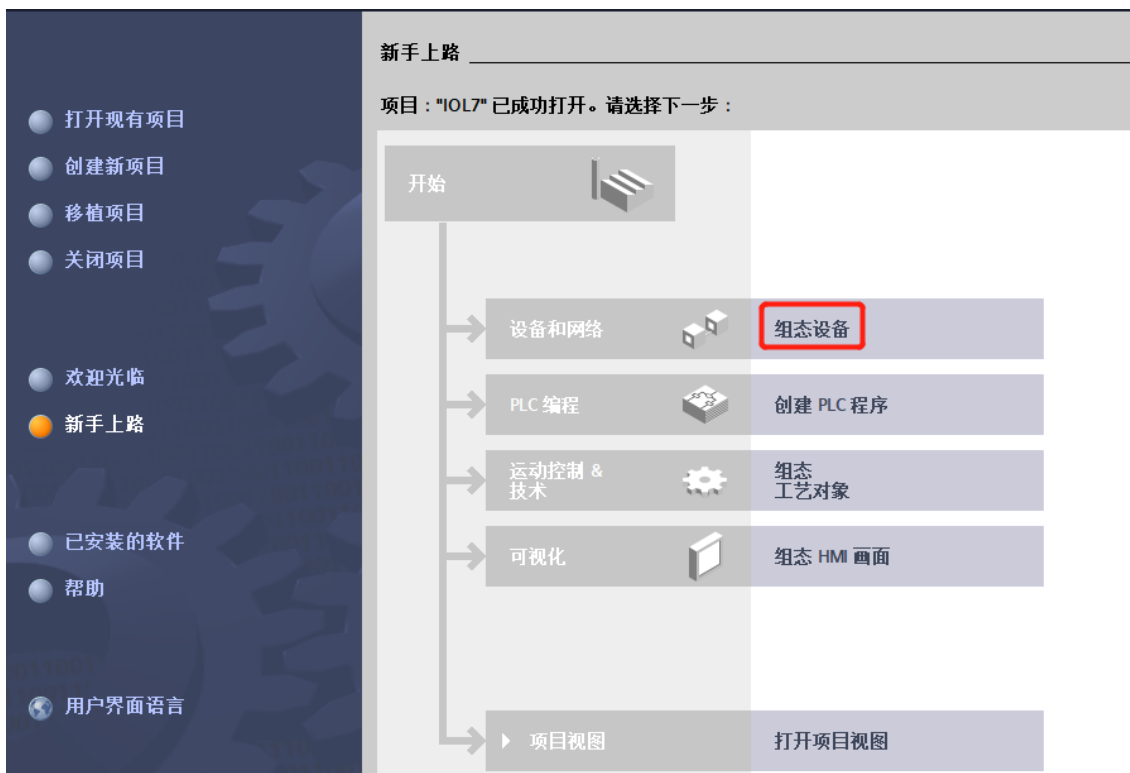 新手上路
项目："IOL7" 已成功打开。请选择下一步：
打开现有项目
创建新项目
移植项目
关闭项目
欢迎光临
新手上路
已安装的软件
帮助
用户界面语言
开始
设备和网络
组态设备
PLC 编程
创建 PLC 程序
运动控制 &
技术
组态
工艺对象
可视化
组态 HMI 画面
项目视图
打开项目视图